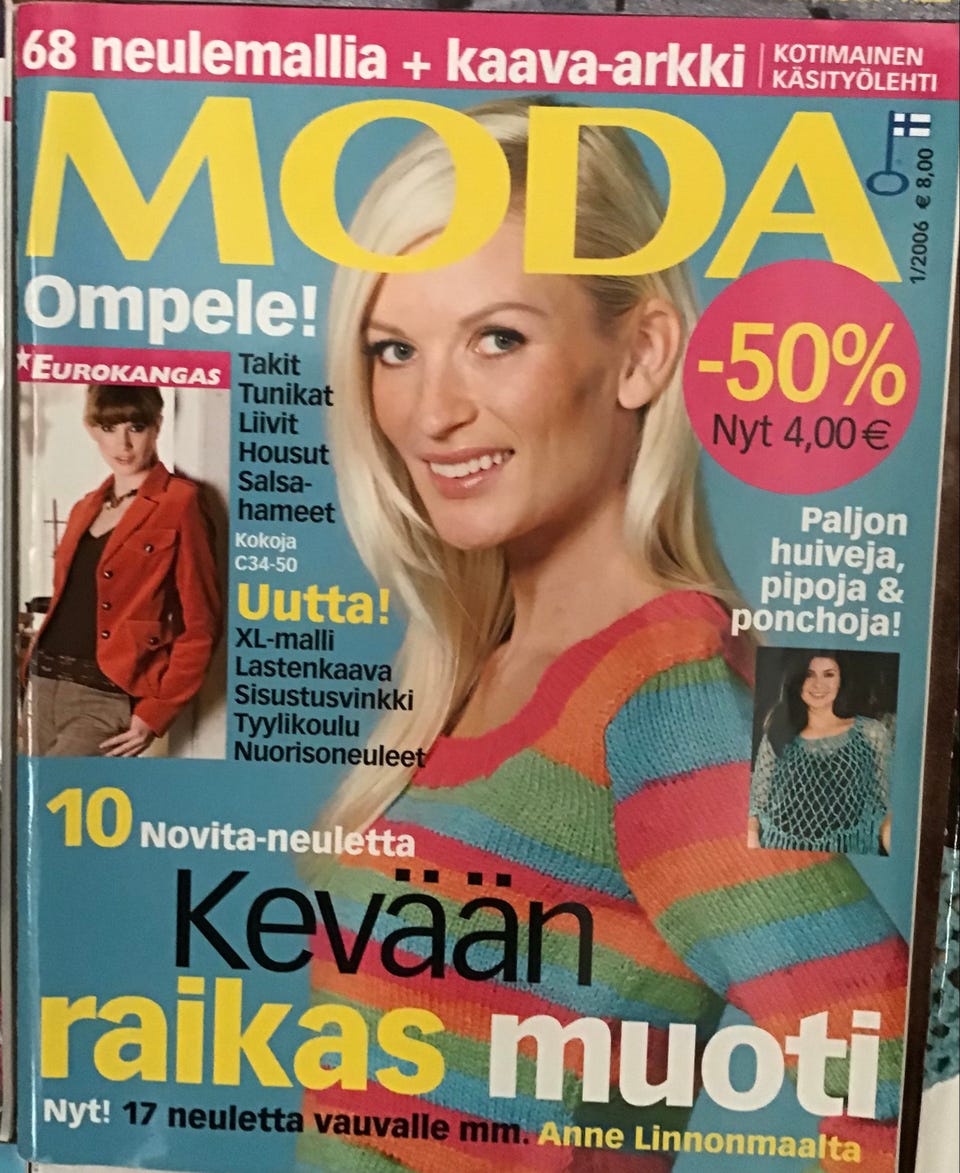 68 neulemallia + kaava-arkki
KOTIMAINEN
KÄSITYÖLEHTI
MODA
1/2006 € 8,00
Ompele!
EUROKANGAS
Takit
Tunikat
Liivit
Housut
Salsa-
hameet
Kokoja
C34-50
Uutta!
XL-malli
Lastenkaava
Sisustusvinkki
Tyylikoulu
Nuorisoneuleet
-50%
Nyt 4,00€
Paljon
huiveja,
pipoja &
ponchoja!
10 Novita-neuletta
Kevään
raikas muoti
Nyt! 17 neuletta vauvalle mm. Anne Linnonmaalta